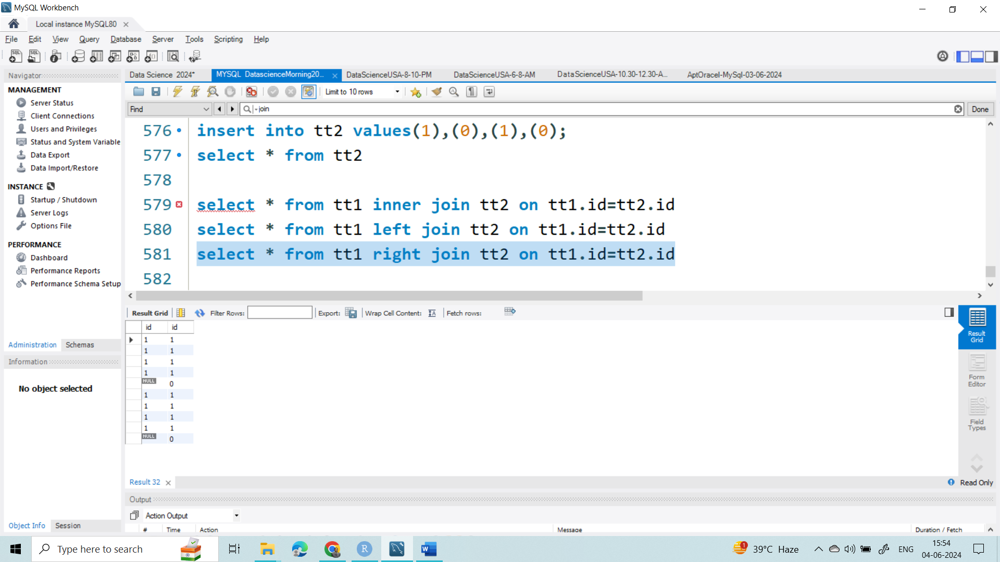 MySQL Workbench
Local instance MySQL80
File Edit View Query Database Server Tools Scripting Help
Navigator
MANAGEMENT
Server Status
Client Connections
Users and Privileges
Status and System Variable
Data Export
Data Import/Restore
INSTANCE
Startup / Shutdown
Server Logs
Options File
PERFORMANCE
Dashboard
Performance Reports
Performance Schema Setup
Administration Schemas
Information
No object selected
Object Info Session
Data Science 2024* MYSQL DatascienceMorning20... DataScienceUSA-8-10-PM DataScienceUSA-6-8-AM DataScienceUSA-10.30-12.30-A... AptOracel-MySql-03-06-2024
Limit to 10 rows
Find join Done
576 insert into tt2 values(1),(0),(1),(0);
577 select * from tt2
578
579 select * from tt1 inner join tt2 on tt1.id=tt2.id
580 select * from tt1 left join tt2 on tt1.id=tt2.id
581 select * from tt1 right join tt2 on tt1.id=tt2.id
582
Result Grid Filter Rows: Export: Wrap Cell Content: IA Fetch rows:
id id
1 1
1 1
1 1
1 1
NULL 0
1 1
1 1
1 1
1 1
NULL 0
Result Grid
Form Editor
Field Types
Result 32 Read Only
Output
Action Output
# Time Action Message Duration / Fetch
Type here to search
39°C Haze ENG 15:54
04-06-2024